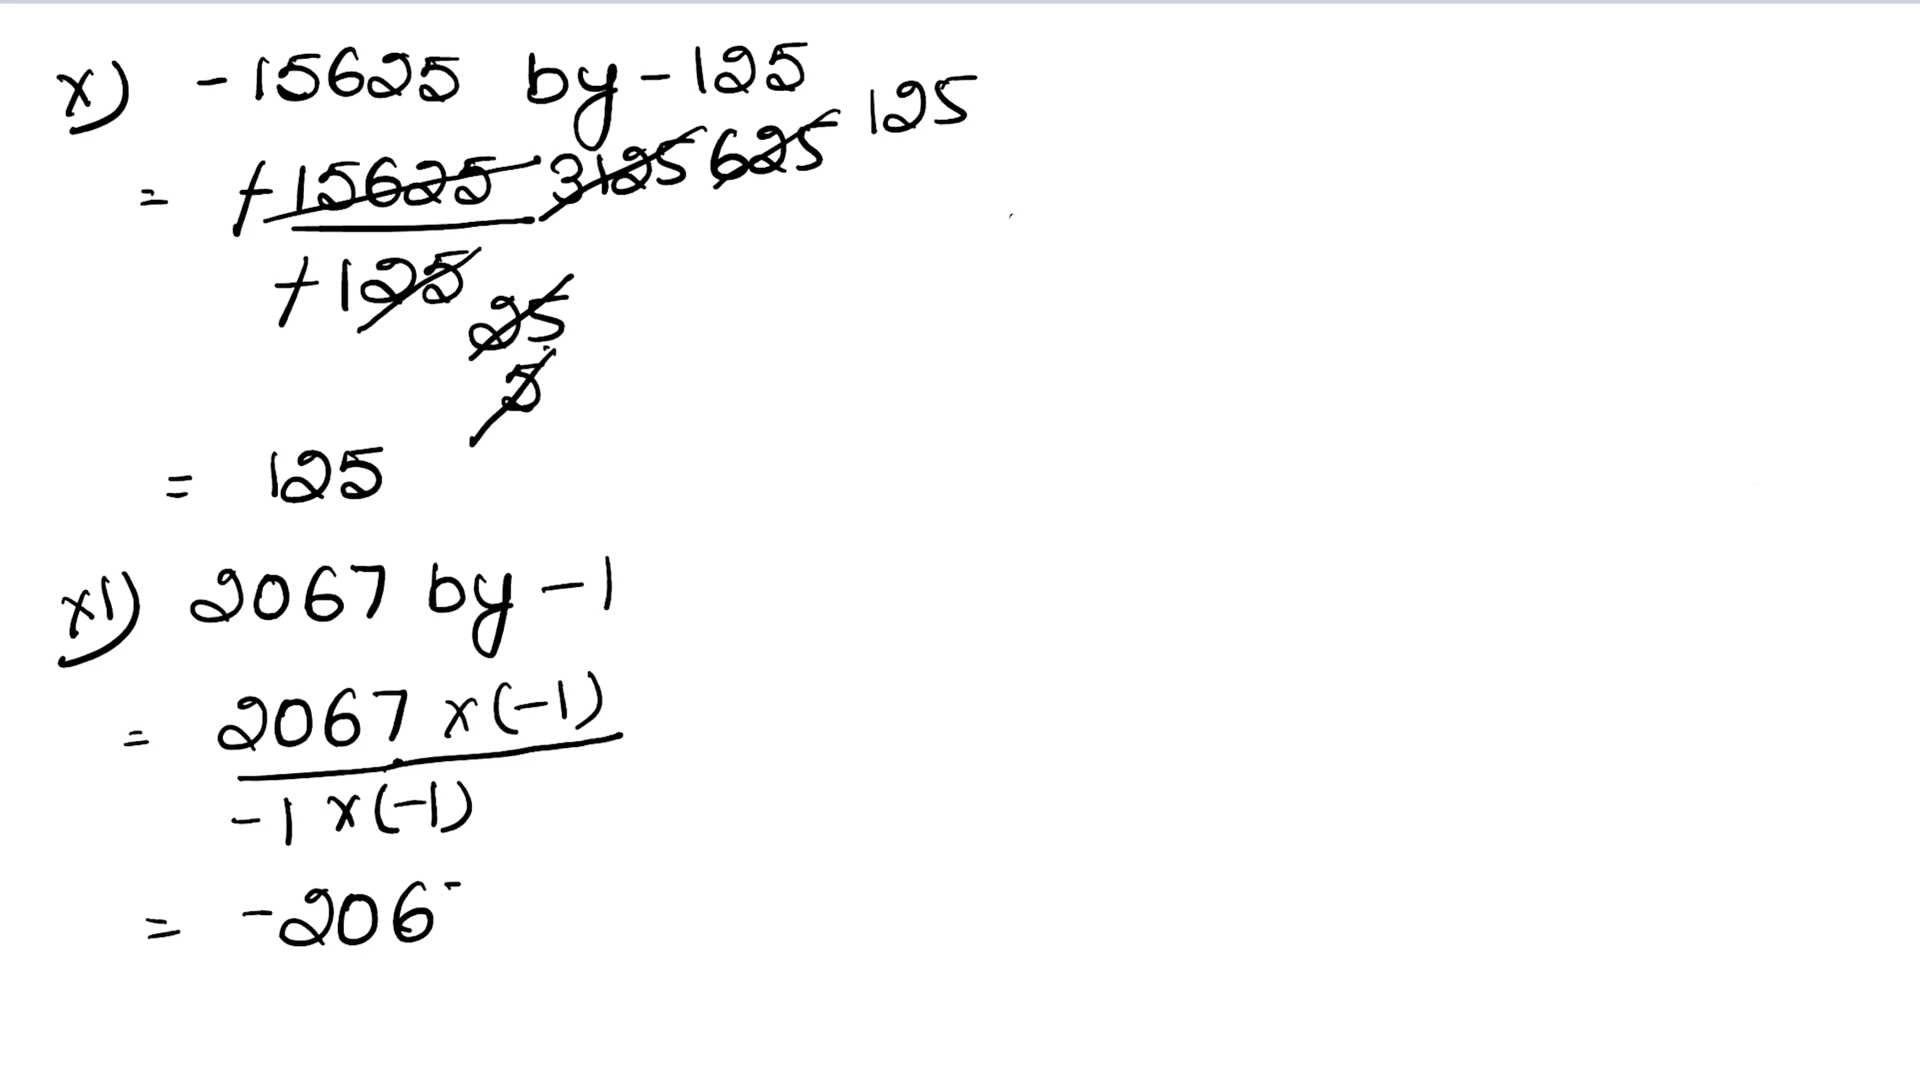 x) -15625 by -125
= +15625 3125 625 125
+125 25
5
= 125
xi) 2067 by -1
= 2067 x (-1)
-1 x (-1)
= -206